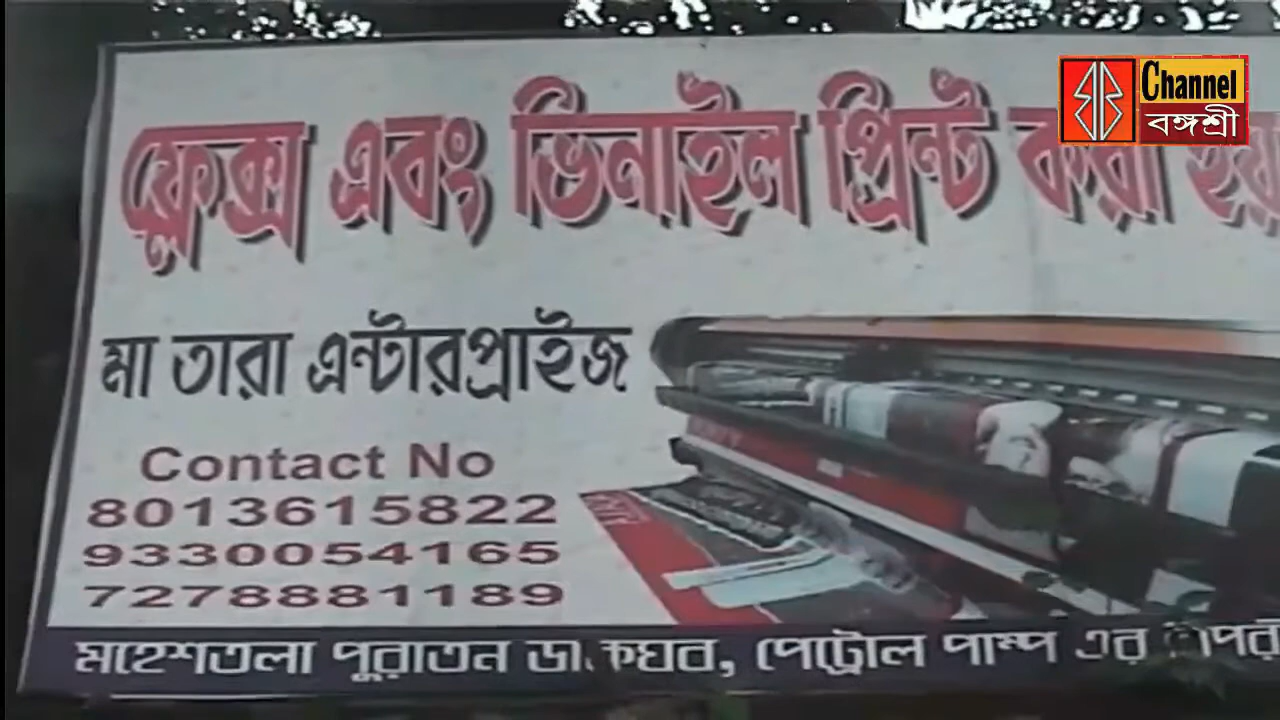 Channel
বঙ্গশ্রী
ফ্লেক্স এবং ভিনাইল প্রিন্ট করা হয়
মা তারা এন্টারপ্রাইজ
Contact No
8013615822
9330054165
7278881189
মহেশতলা পুরাতন ডাকঘর, পেট্রোল পাম্প এর